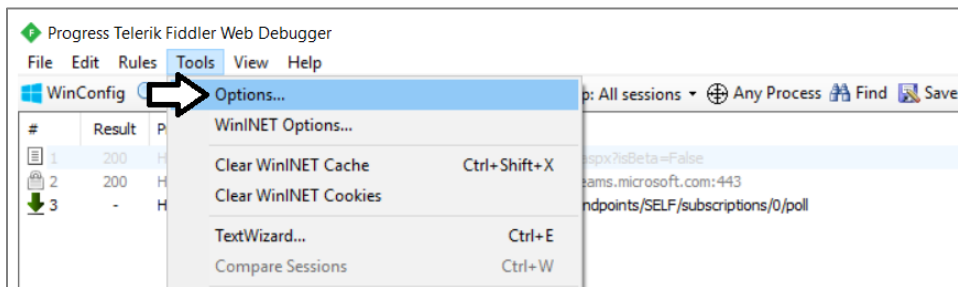 Progress Telerik Fiddler Web Debugger
File Edit Rules Tools View Help
WinConfig Options... p: All sessions Any Process Find Save
# Result P WinINET Options...
1 200 H Clear WinINET Cache Ctrl+Shift+X aspx?isBeta=False
2 200 H Clear WinINET Cookies eams.microsoft.com:443
3 - H ndpoints/SELF/subscriptions/0/poll
TextWizard... Ctrl+E
Compare Sessions Ctrl+W